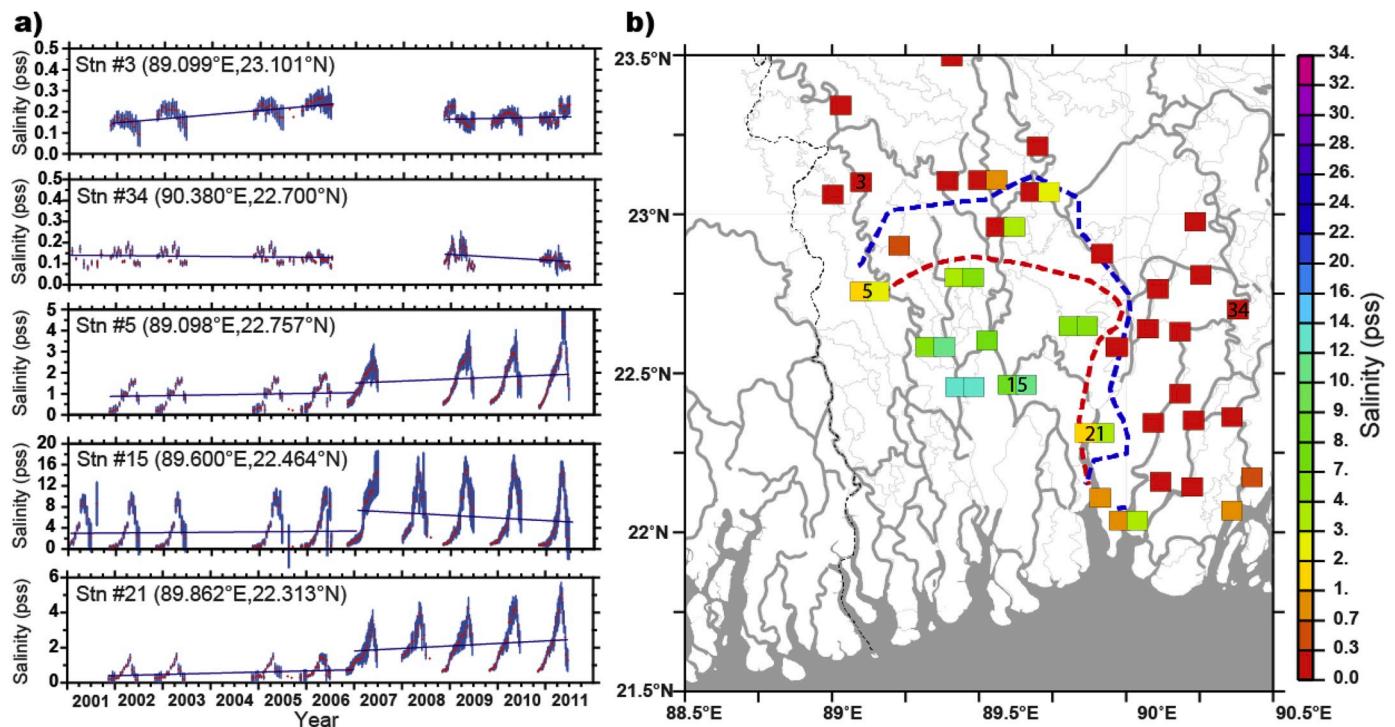 a)
b)
0.5
0.4
0.3
0.2
0.1
0.0
Salinity (pss)
Stn #3 (89.099°E,23.101°N)
0.5
0.4
0.3
0.2
0.1
0.0
Salinity (pss)
Stn #34 (90.380°E,22.700°N)
5
4
3
2
1
0
Salinity (pss)
Stn #5 (89.098°E,22.757°N)
20
16
12
8
4
0
Salinity (pss)
Stn #15 (89.600°E,22.464°N)
6
4
2
0
Salinity (pss)
Stn #21 (89.862°E,22.313°N)
2001 2002 2003 2004 2005 2006 2007 2008 2009 2010 2011
Year
23.5°N
23°N
22.5°N
22°N
21.5°N
88.5°E 89°E 89.5°E 90°E 90.5°E
3
5
34
15
21
34.
32.
30.
28.
26.
24.
22.
20.
16.
14.
12.
10.
9.
8.
7.
4.
3.
2.
1.
0.7
0.3
0.0
Salinity (pss)